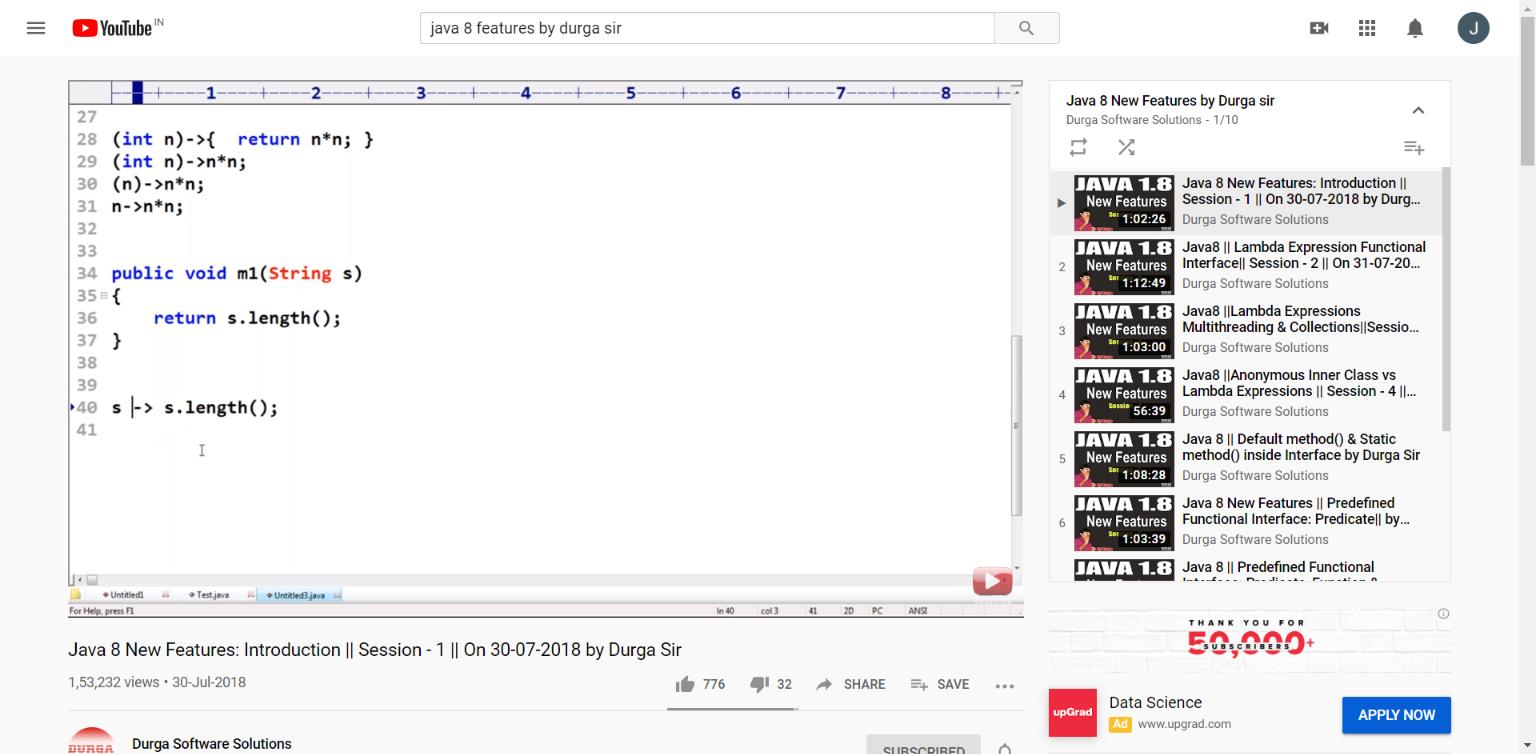 YouTube IN
java 8 features by durga sir
J
1 2 3 4 5 6 7 8
27
28 (int n)->{ return n*n; }
29 (int n)->n*n;
30 (n)->n*n;
31 n->n*n;
32
33
34 public void m1(String s)
35 {
36 return s.length();
37 }
38
39
40 s -> s.length();
41
Untitled1 Test.java Untitled3.java
For Help, press F1 ln 40 col 3 41 2D PC ANSI
Java 8 New Features: Introduction || Session - 1 || On 30-07-2018 by Durga Sir
1,53,232 views • 30-Jul-2018
776 32 SHARE SAVE
DURGA
Durga Software Solutions
SUBSCRIBED
Java 8 New Features by Durga sir
Durga Software Solutions - 1/10
JAVA 1.8
New Features
1:02:26
Java 8 New Features: Introduction ||
Session - 1 || On 30-07-2018 by Durg...
Durga Software Solutions
2
JAVA 1.8
New Features
1:12:49
Java8 || Lambda Expression Functional
Interface|| Session - 2 || On 31-07-20...
Durga Software Solutions
3
JAVA 1.8
New Features
1:03:00
Java8 ||Lambda Expressions
Multithreading & Collections||Sessio...
Durga Software Solutions
4
JAVA 1.8
New Features
56:39
Java8 ||Anonymous Inner Class vs
Lambda Expressions || Session - 4 ||...
Durga Software Solutions
5
JAVA 1.8
New Features
1:08:28
Java 8 || Default method() & Static
method() inside Interface by Durga Sir
Durga Software Solutions
6
JAVA 1.8
New Features
1:03:39
Java 8 New Features || Predefined
Functional Interface: Predicate|| by...
Durga Software Solutions
JAVA 1.8
Java 8 || Predefined Functional
THANK YOU FOR
50,000+
SUBSCRIBERS
upGrad
Data Science
Ad www.upgrad.com
APPLY NOW